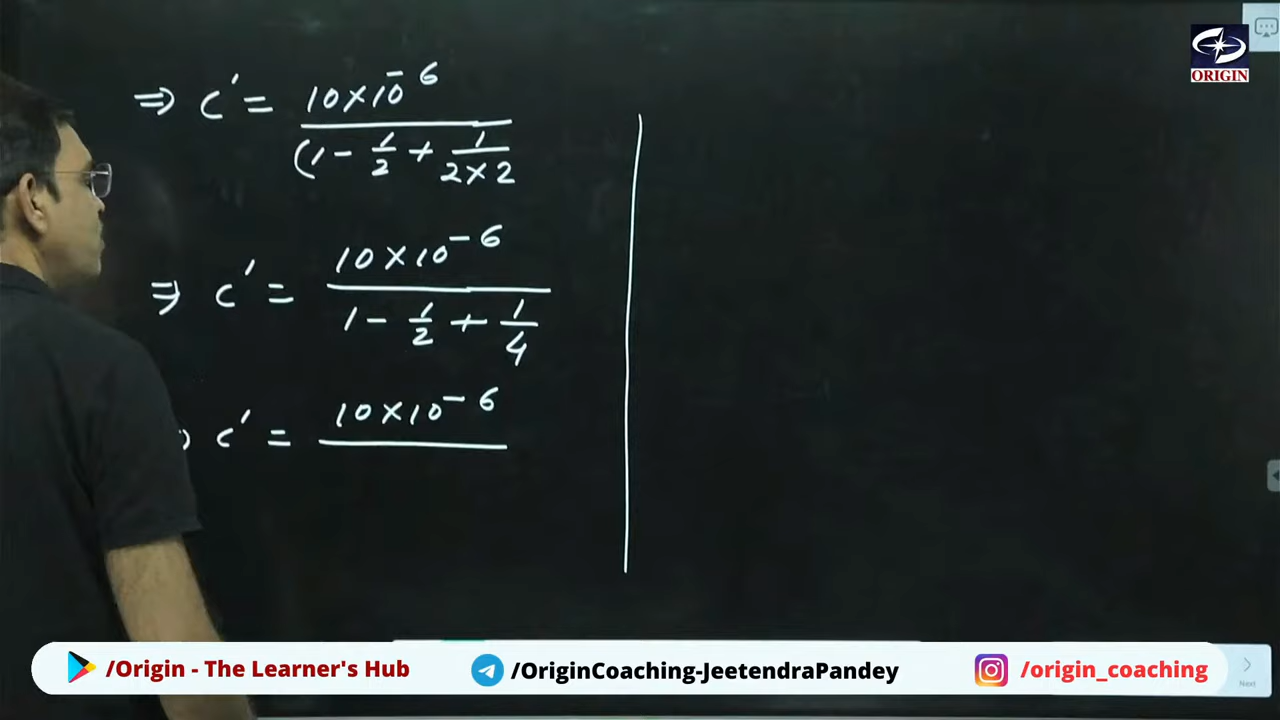 ORIGIN
⇒ c' = 10×10⁻⁶
(1 - 1/2 + 1/2×2
⇒ c' = 10×10⁻⁶
1 - 1/2 + 1/4
c' = 10×10⁻⁶
/Origin - The Learner's Hub
/OriginCoaching-JeetendraPandey
/origin_coaching
Next